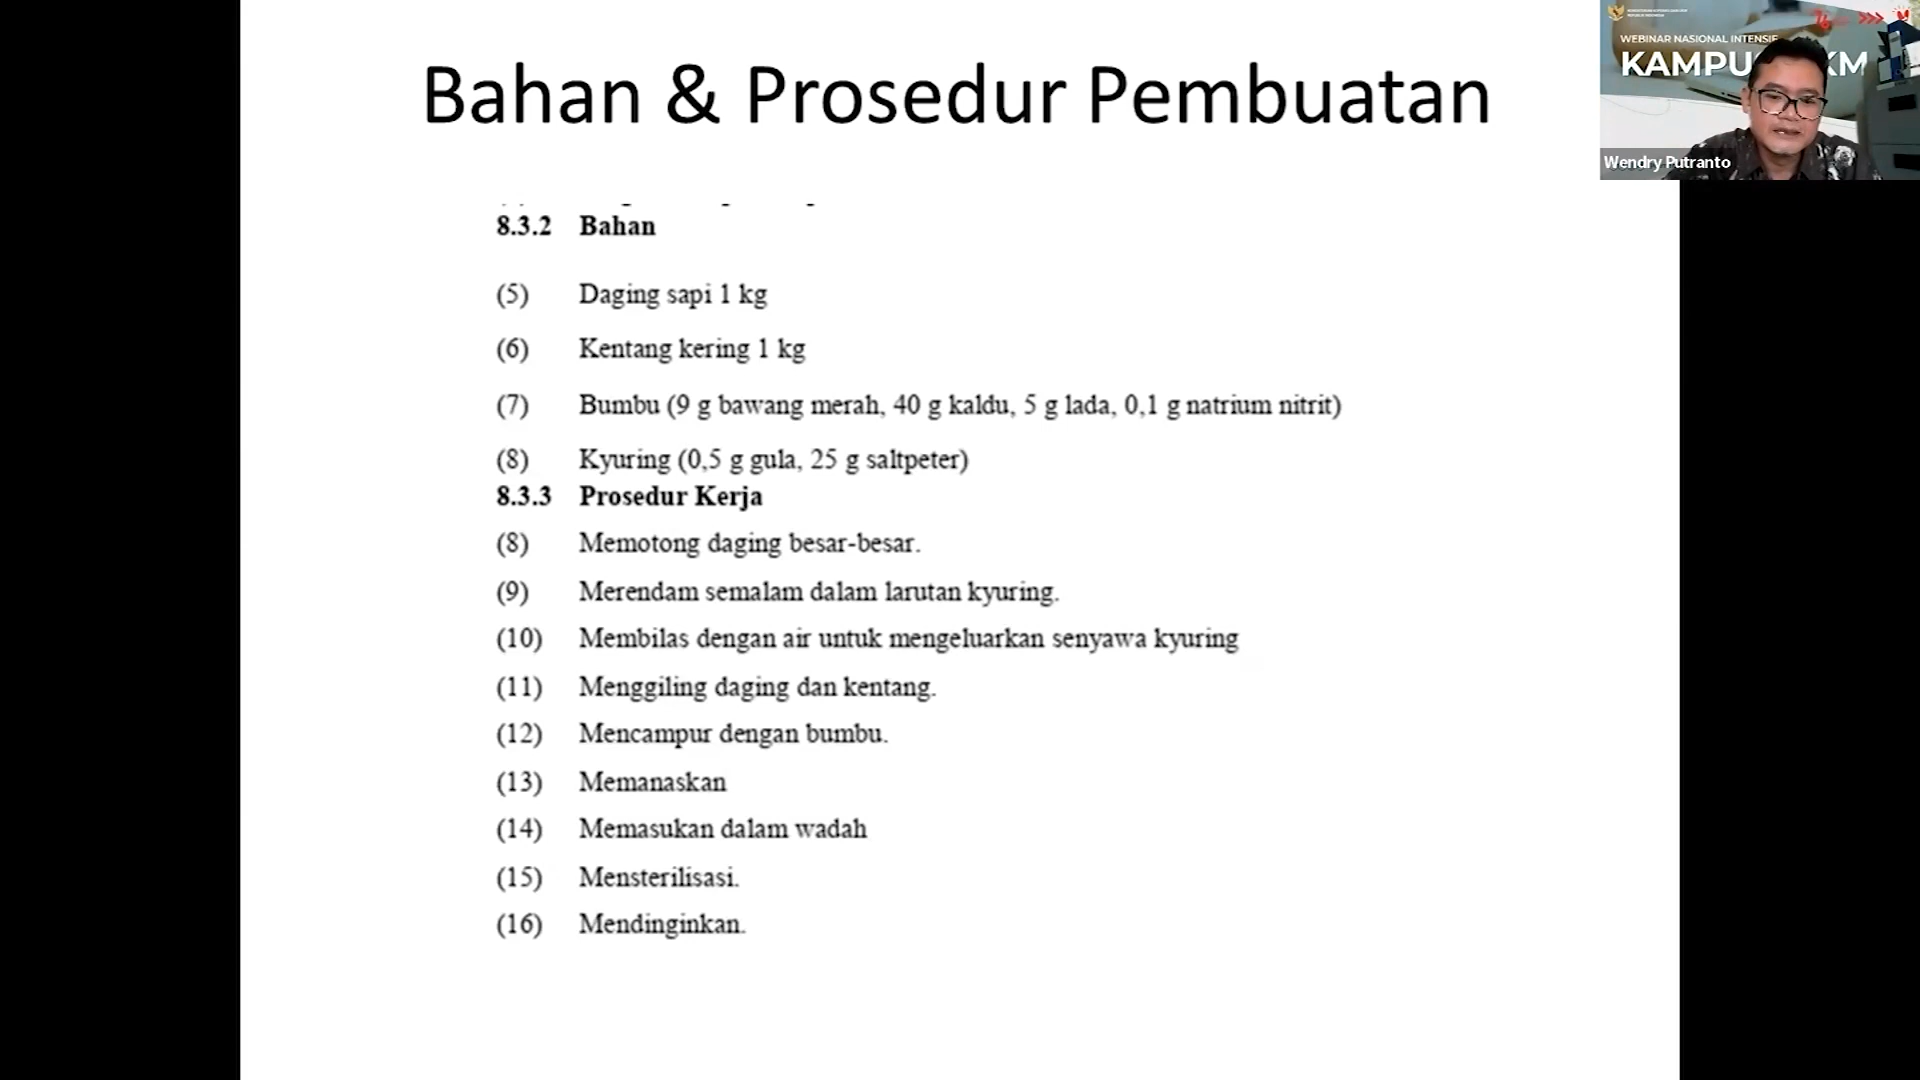 Bahan & Prosedur Pembuatan
WEBINAR NASIONAL INTENSIF
Wendry Putranto
8.3.2 Bahan
(5) Daging sapi 1 kg
(6) Kentang kering 1 kg
(7) Bumbu (9 g bawang merah, 40 g kaldu, 5 g lada, 0,1 g natrium nitrit)
(8) Kyuring (0,5 g gula, 25 g saltpeter)
8.3.3 Prosedur Kerja
(8) Memotong daging besar-besar.
(9) Merendam semalam dalam larutan kyuring.
(10) Membilas dengan air untuk mengeluarkan senyawa kyuring
(11) Menggiling daging dan kentang.
(12) Mencampur dengan bumbu.
(13) Memanaskan
(14) Memasukan dalam wadah
(15) Mensterilisasi.
(16) Mendinginkan.